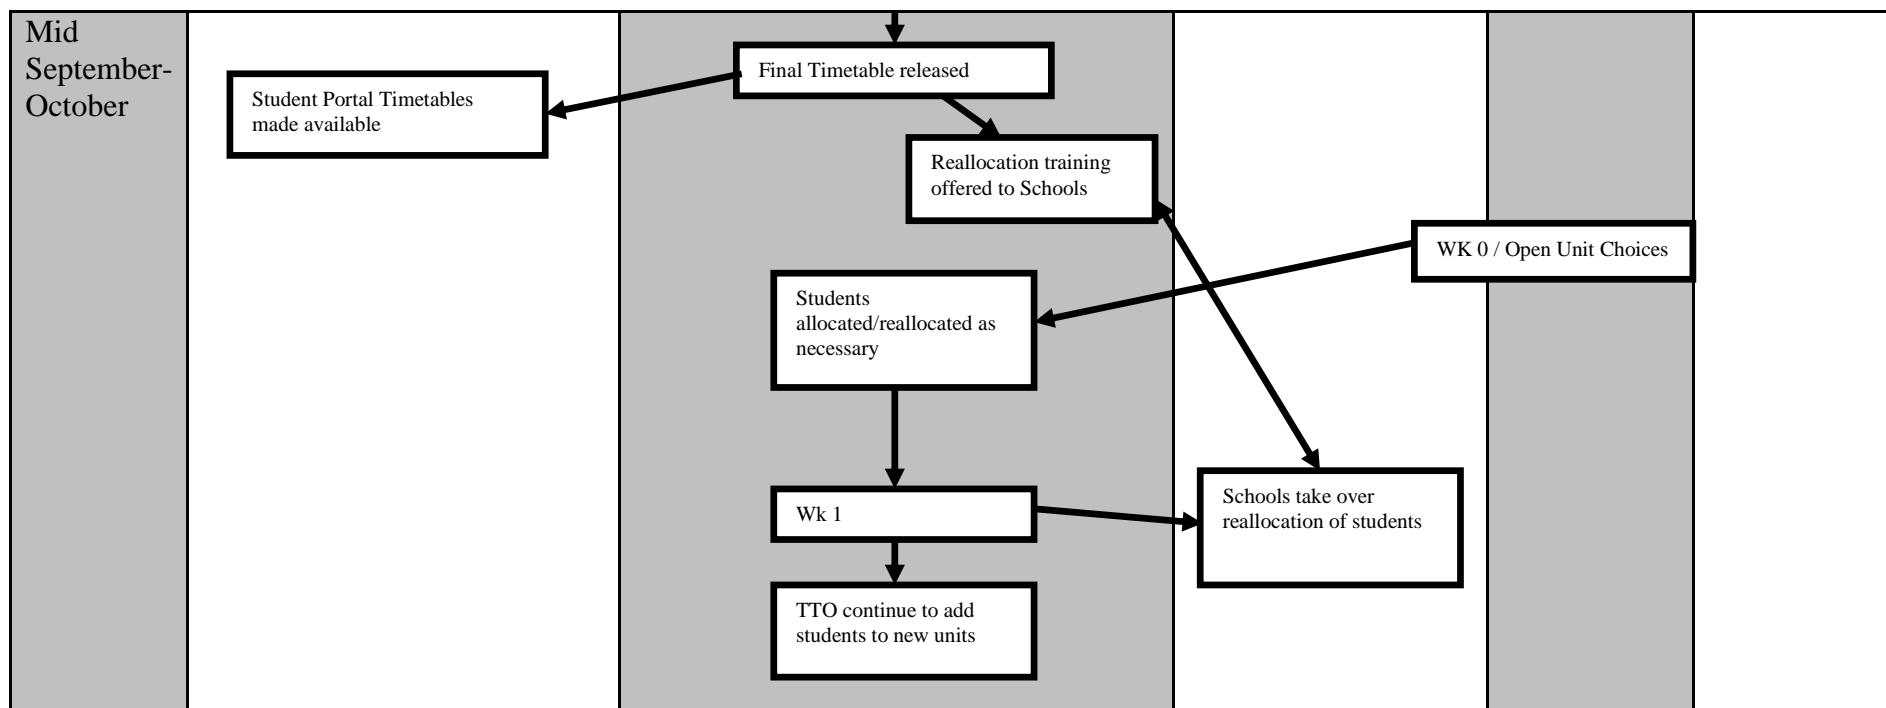 Mid
September-
October
Final Timetable released
Student Portal Timetables
made available
Reallocation training
offered to Schools
WK 0 / Open Unit Choices
Students
allocated/reallocated as
necessary
Wk 1
Schools take over
reallocation of students
TTO continue to add
students to new units